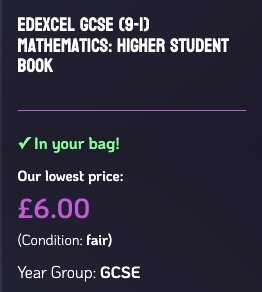 EDEXCEL GCSE (9-1)
MATHEMATICS: HIGHER STUDENT
BOOK
✓ In your bag!
Our lowest price:
£6.00
(Condition: fair)
Year Group: GCSE